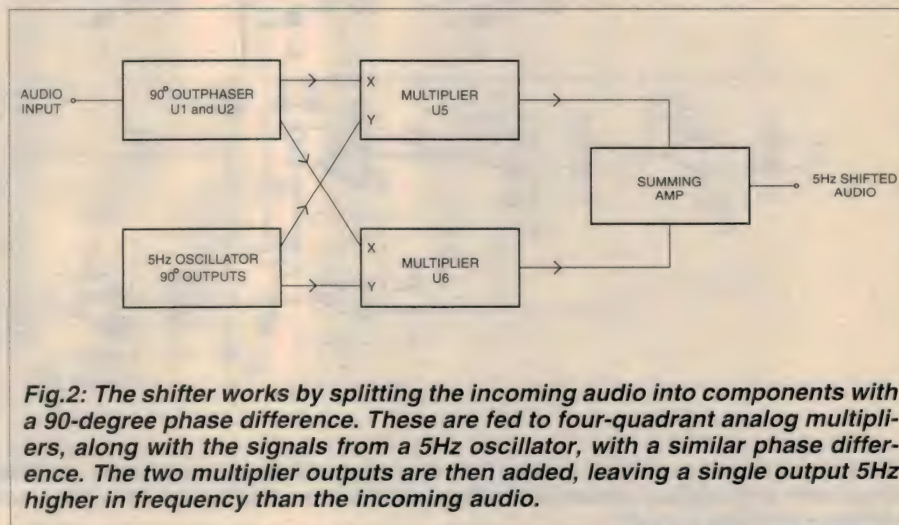 AUDIO
INPUT
90° OUTPHASER
U1 and U2
X
Y
MULTIPLIER
U5
SUMMING
AMP
5Hz SHIFTED
AUDIO
5Hz OSCILLATOR
90° OUTPUTS
X
Y
MULTIPLIER
U6
Fig.2: The shifter works by splitting the incoming audio into components with
a 90-degree phase difference. These are fed to four-quadrant analog multipli-
ers, along with the signals from a 5Hz oscillator, with a similar phase differ-
ence. The two multiplier outputs are then added, leaving a single output 5Hz
higher in frequency than the incoming audio.